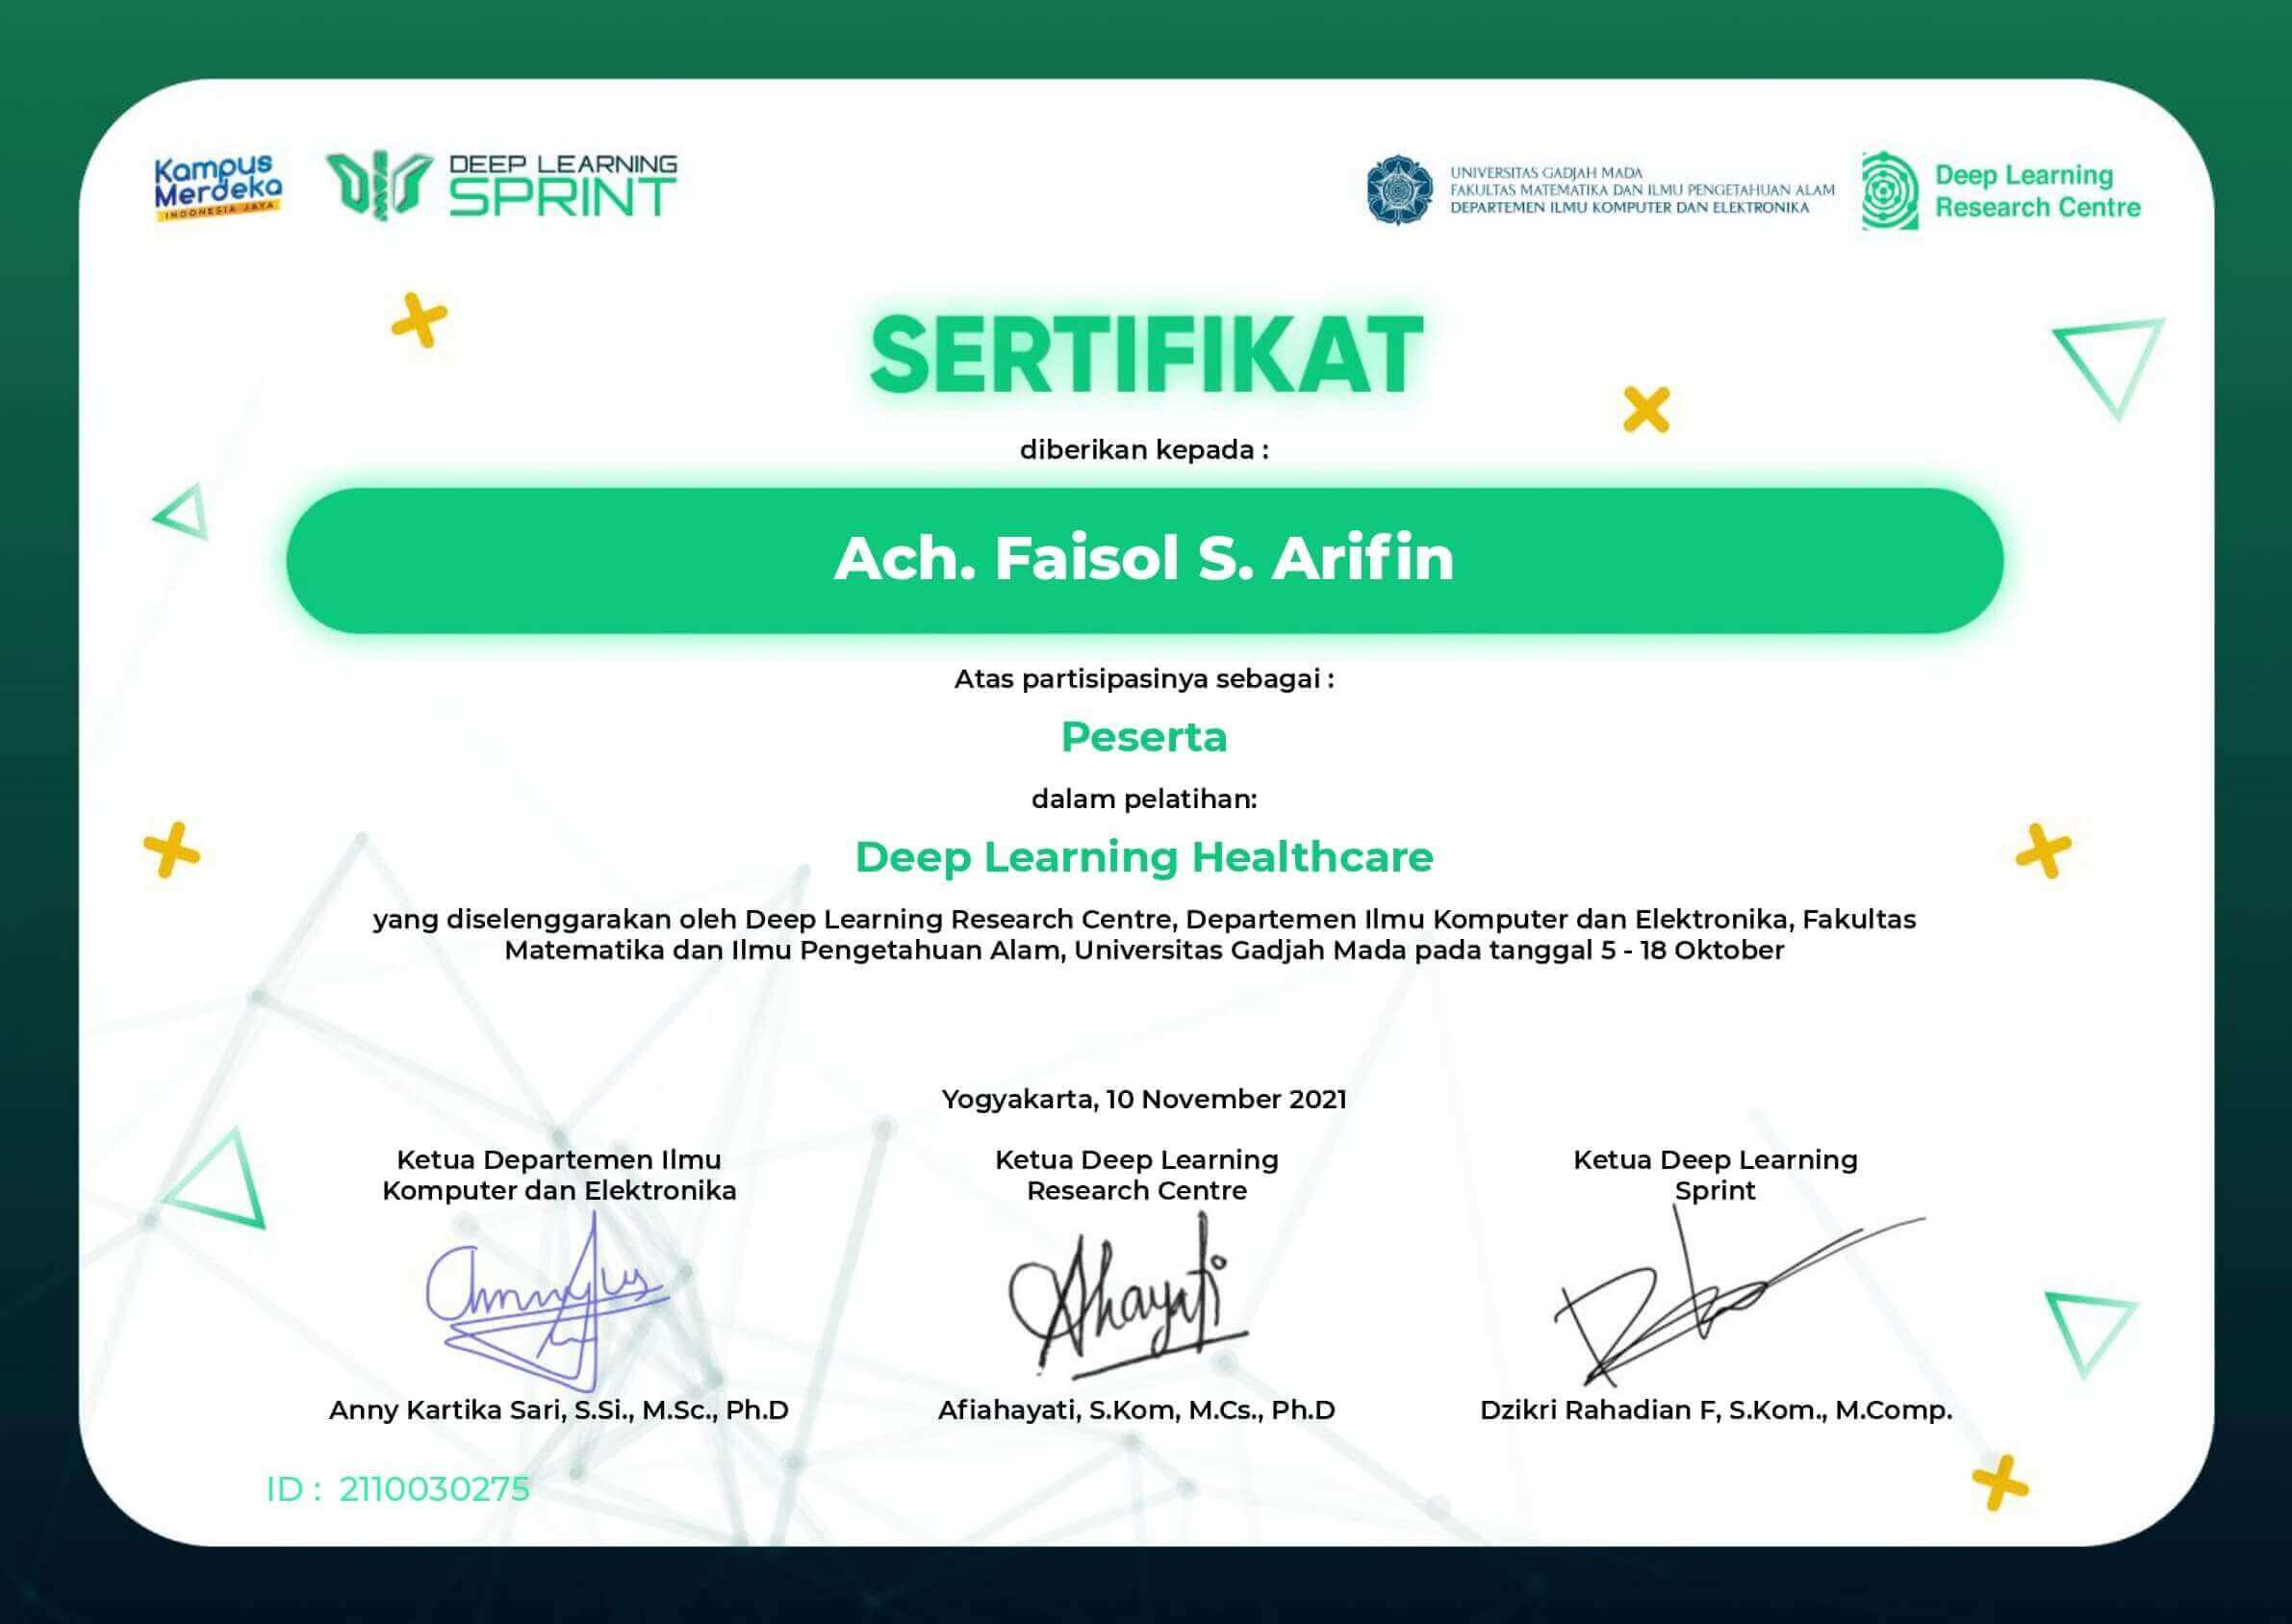 Kampus
Merdeka
INDONESIA JAYA
DEEP LEARNING
SPRINT
UNIVERSITAS GADJAH MADA
FAKULTAS MATEMATIKA DAN ILMU PENGETAHUAN ALAM
DEPARTEMEN ILMU KOMPUTER DAN ELEKTRONIKA
Deep Learning
Research Centre
SERTIFIKAT
diberikan kepada :
Ach. Faisol S. Arifin
Atas partisipasinya sebagai :
Peserta
dalam pelatihan:
Deep Learning Healthcare
yang diselenggarakan oleh Deep Learning Research Centre, Departemen Ilmu Komputer dan Elektronika, Fakultas
Matematika dan Ilmu Pengetahuan Alam, Universitas Gadjah Mada pada tanggal 5 - 18 Oktober
Yogyakarta, 10 November 2021
Ketua Departemen Ilmu
Komputer dan Elektronika
Anny Kartika Sari, S.Si., M.Sc., Ph.D
Ketua Deep Learning
Research Centre
Afiahayati, S.Kom, M.Cs., Ph.D
Ketua Deep Learning
Sprint
Dzikri Rahadian F, S.Kom., M.Comp.
ID : 2110030275